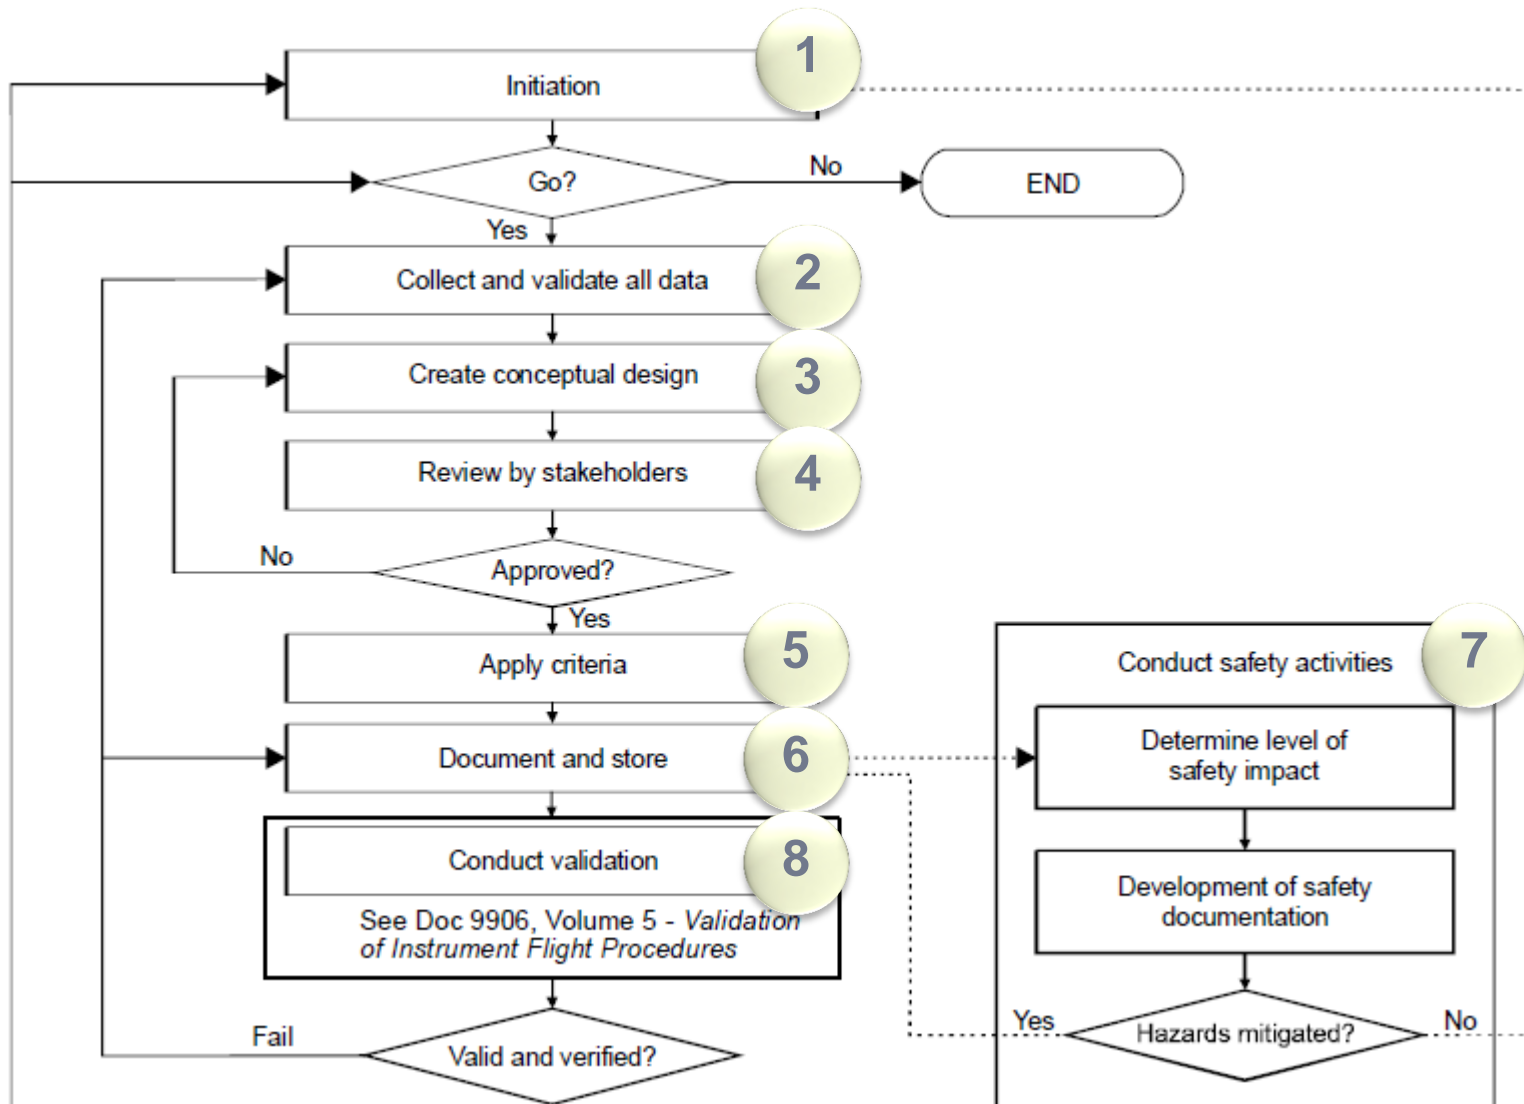 1
Initiation
Go?
No
END
Yes
2
Collect and validate all data
3
Create conceptual design
4
Review by stakeholders
No
Approved?
Yes
5
Apply criteria
6
Document and store
8
Conduct validation
See Doc 9906, Volume 5 - Validation
of Instrument Flight Procedures
Fail
Valid and verified?
7
Conduct safety activities
Determine level of
safety impact
Development of safety
documentation
Yes
Hazards mitigated?
No